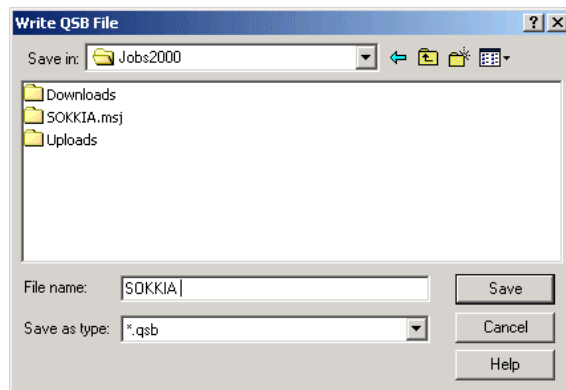 Write QSB File
Save in: Jobs2000
Downloads
SOKKIA.msj
Uploads
File name: SOKKIA Save
Save as type: *.qsb Cancel
Help